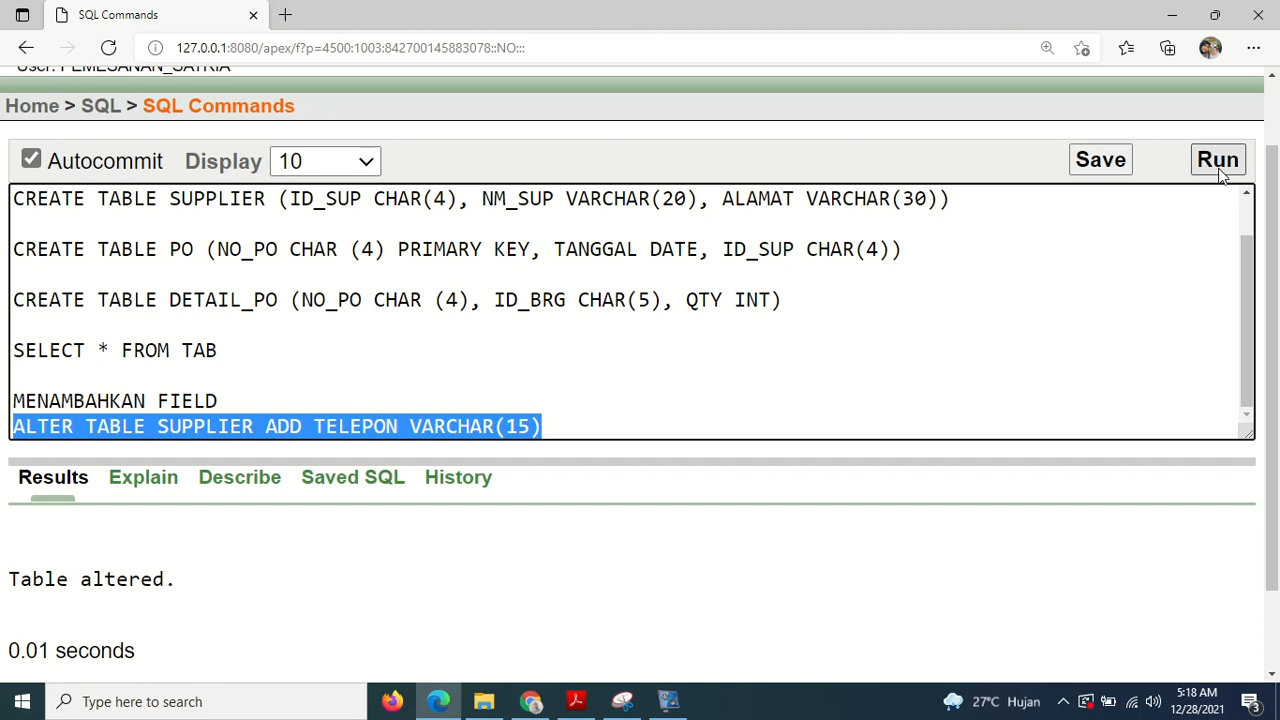 SQL Commands
127.0.0.1:8080/apex/f?p=4500:1003:842700145883078::NO:::
User: PEMESANAN_SATRIA
Home > SQL > SQL Commands
Autocommit Display 10 Save Run
CREATE TABLE SUPPLIER (ID_SUP CHAR(4), NM_SUP VARCHAR(20), ALAMAT VARCHAR(30))
CREATE TABLE PO (NO_PO CHAR (4) PRIMARY KEY, TANGGAL DATE, ID_SUP CHAR(4))
CREATE TABLE DETAIL_PO (NO_PO CHAR (4), ID_BRG CHAR(5), QTY INT)
SELECT * FROM TAB
MENAMBAHKAN FIELD
ALTER TABLE SUPPLIER ADD TELEPON VARCHAR(15)
Results Explain Describe Saved SQL History
Table altered.
0.01 seconds
Type here to search
27°C Hujan
5:18 AM
12/28/2021
3